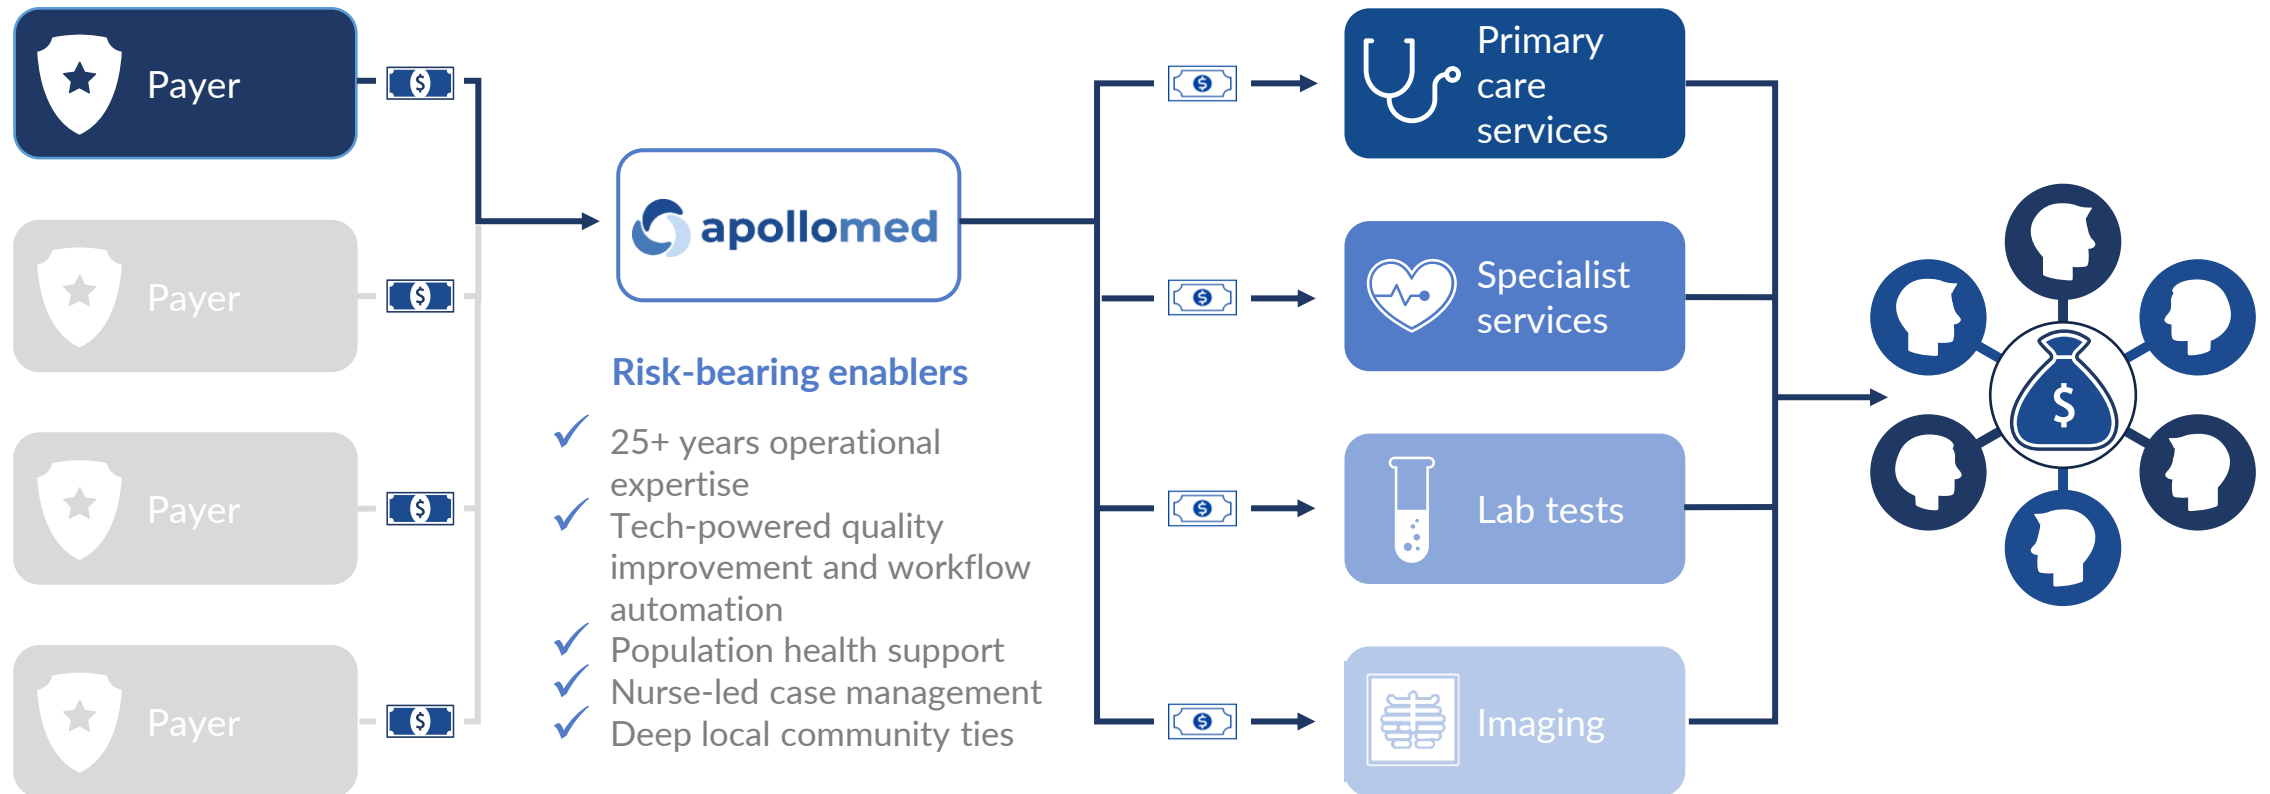 Payer
Payer
Payer
Payer
apollomed
Risk-bearing enablers
25+ years operational
expertise
Tech-powered quality
improvement and workflow
automation
Population health support
Nurse-led case management
Deep local community ties
Primary
care
services
Specialist
services
Lab tests
Imaging
$
$
$
$
$
$
$
$
$